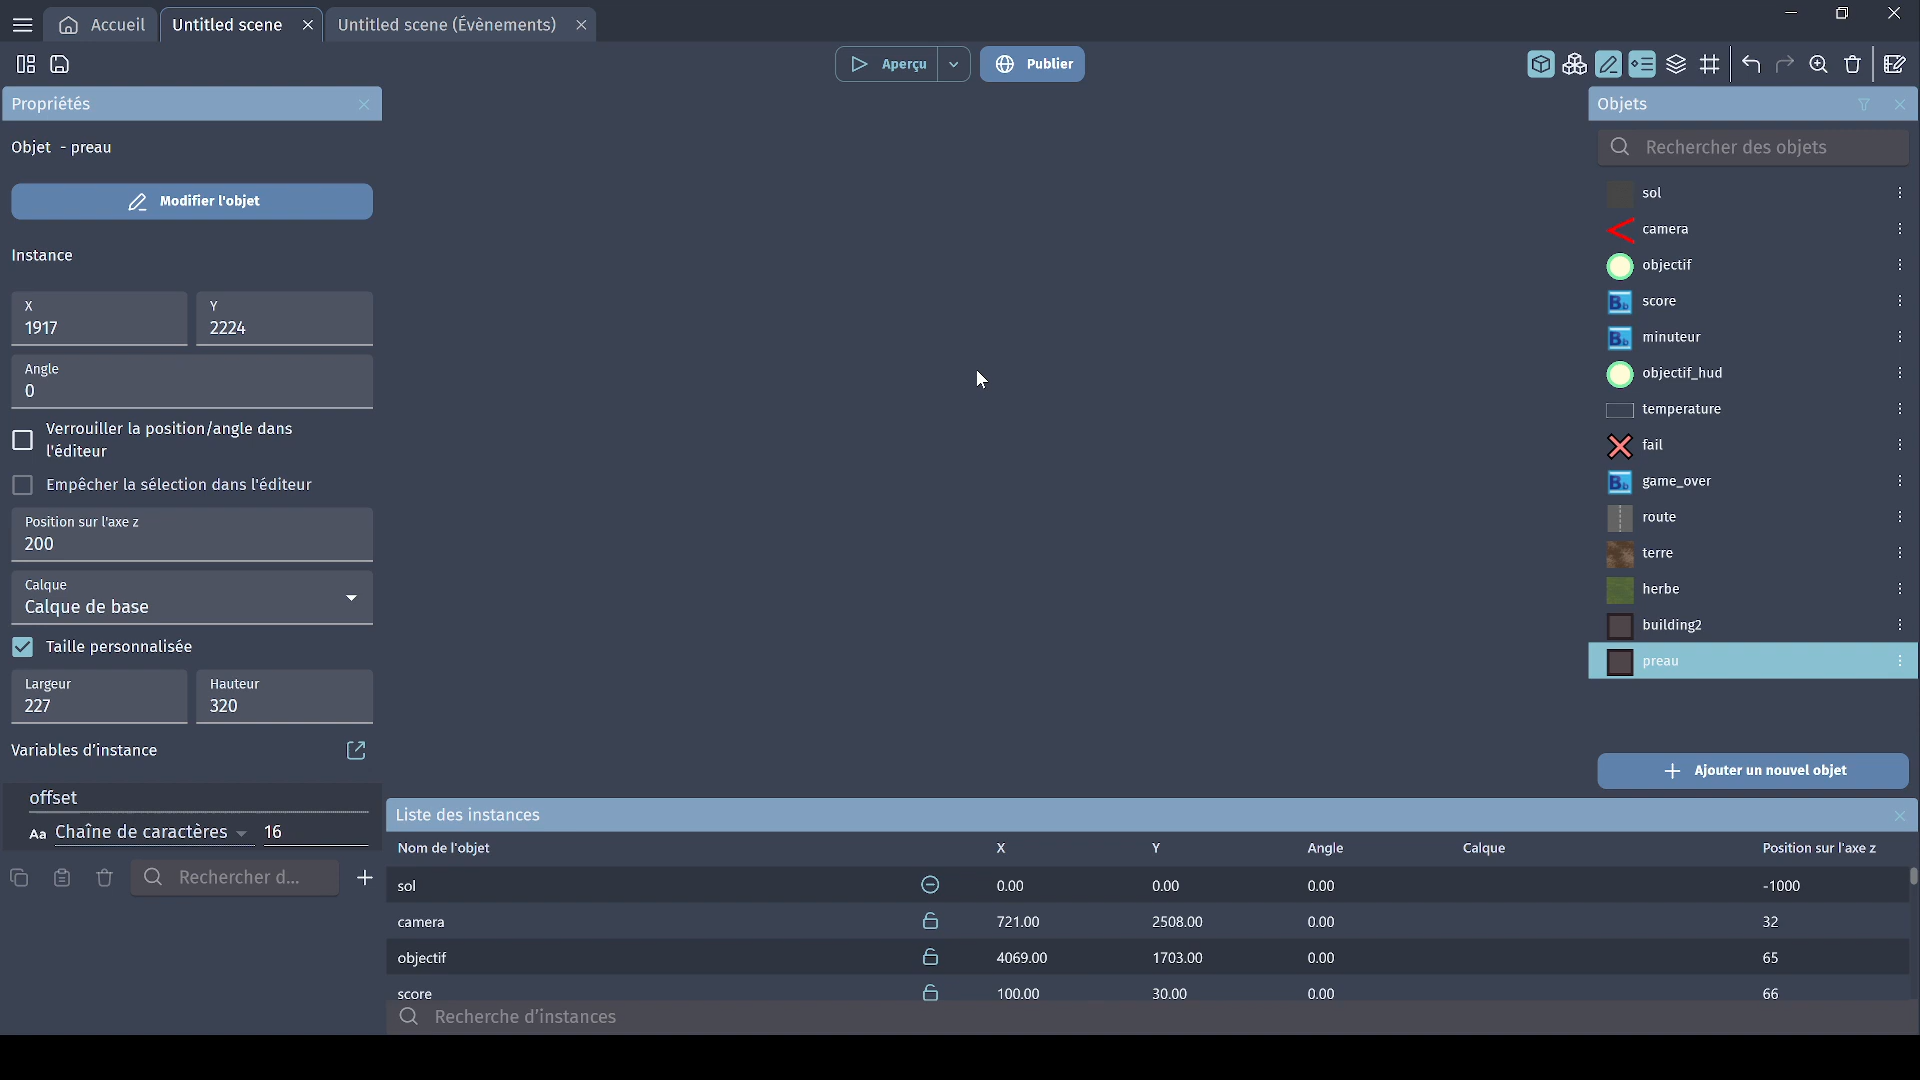 Accueil
Untitled scene
Untitled scene (Évènements)
Aperçu
Publier
Propriétés
Objet - preau
Modifier l'objet
Instance
X
1917
Y
2224
Angle
0
Verrouiller la position/angle dans
l'éditeur
Empêcher la sélection dans l'éditeur
Position sur l'axe z
200
Calque
Calque de base
Taille personnalisée
Largeur
227
Hauteur
320
Variables d’instance
offset
Aa Chaîne de caractères 16
Rechercher d...
Objets
Rechercher des objets
sol
camera
objectif
Bb score
Bb minuteur
objectif_hud
temperature
fail
Bb game_over
route
terre
herbe
building2
preau
Ajouter un nouvel objet
Liste des instances
Nom de l'objet X Y Angle Calque Position sur l'axe z
sol 0.00 0.00 0.00 -1000
camera 721.00 2508.00 0.00 32
objectif 4069.00 1703.00 0.00 65
score 100.00 30.00 0.00 66
Recherche d’instances